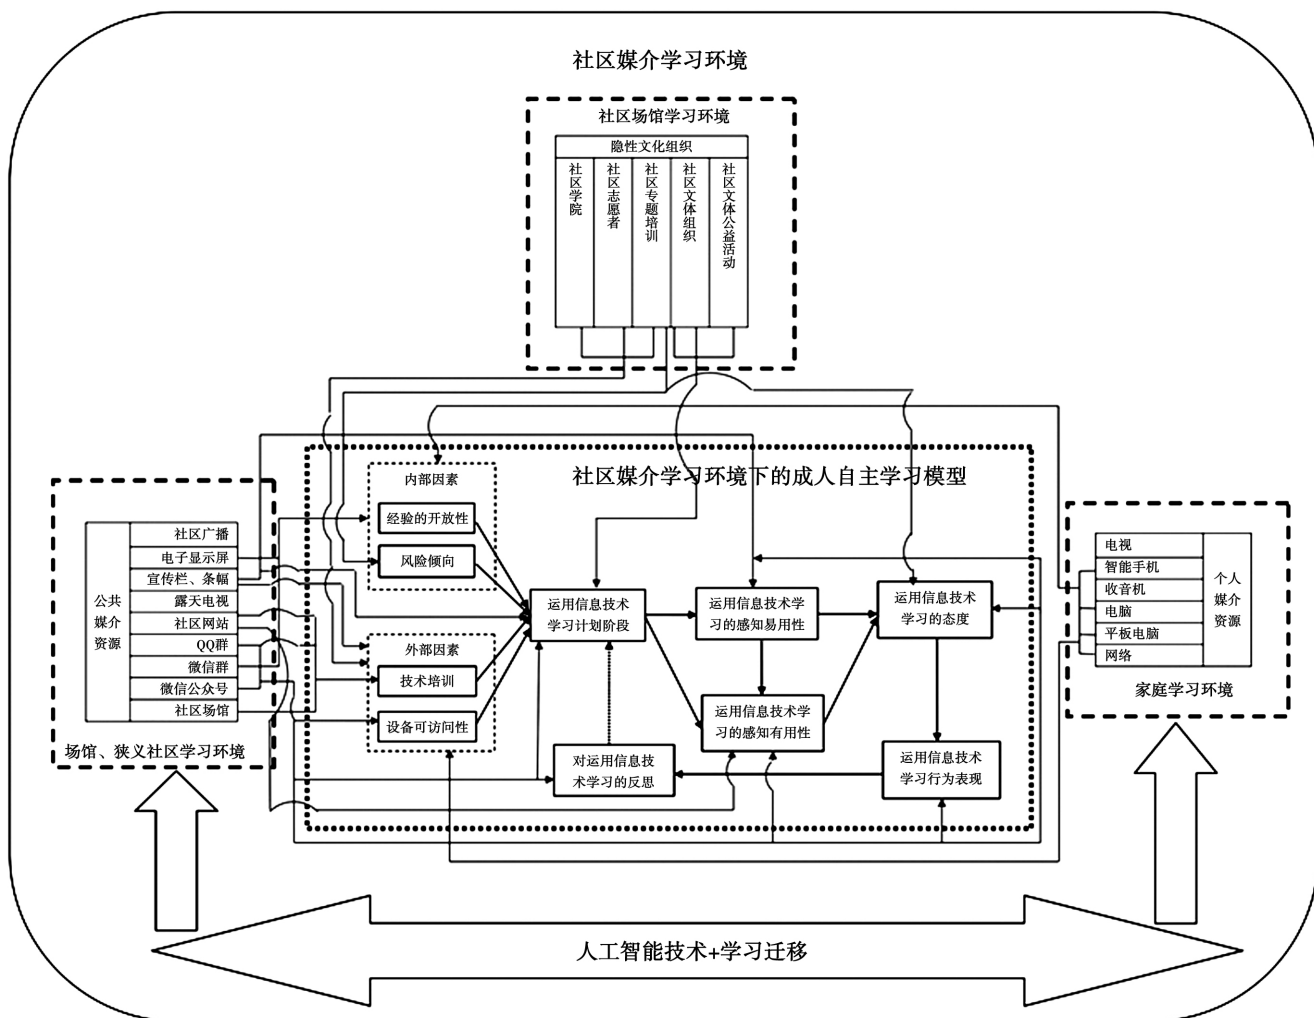 社区媒介学习环境
社区场馆学习环境
隐性文化组织
社区学院
社区志愿者
社区专题培训
社区文体组织
社区文体公益活动
社区媒介学习环境下的成人自主学习模型
内部因素
经验的开放性
风险倾向
外部因素
技术培训
设备可访问性
运用信息技术
学习计划阶段
运用信息技术学
习的感知易用性
运用信息技术
学习的态度
运用信息技术学
习的感知有用性
对运用信息技
术学习的反思
运用信息技术
学习行为表现
公共媒介资源
社区广播
电子显示屏
宣传栏、条幅
露天电视
社区网站
QQ群
微信群
微信公众号
社区场馆
场馆、狭义社区学习环境
电视
智能手机
收音机
电脑
平板电脑
网络
个人媒介资源
家庭学习环境
人工智能技术+学习迁移